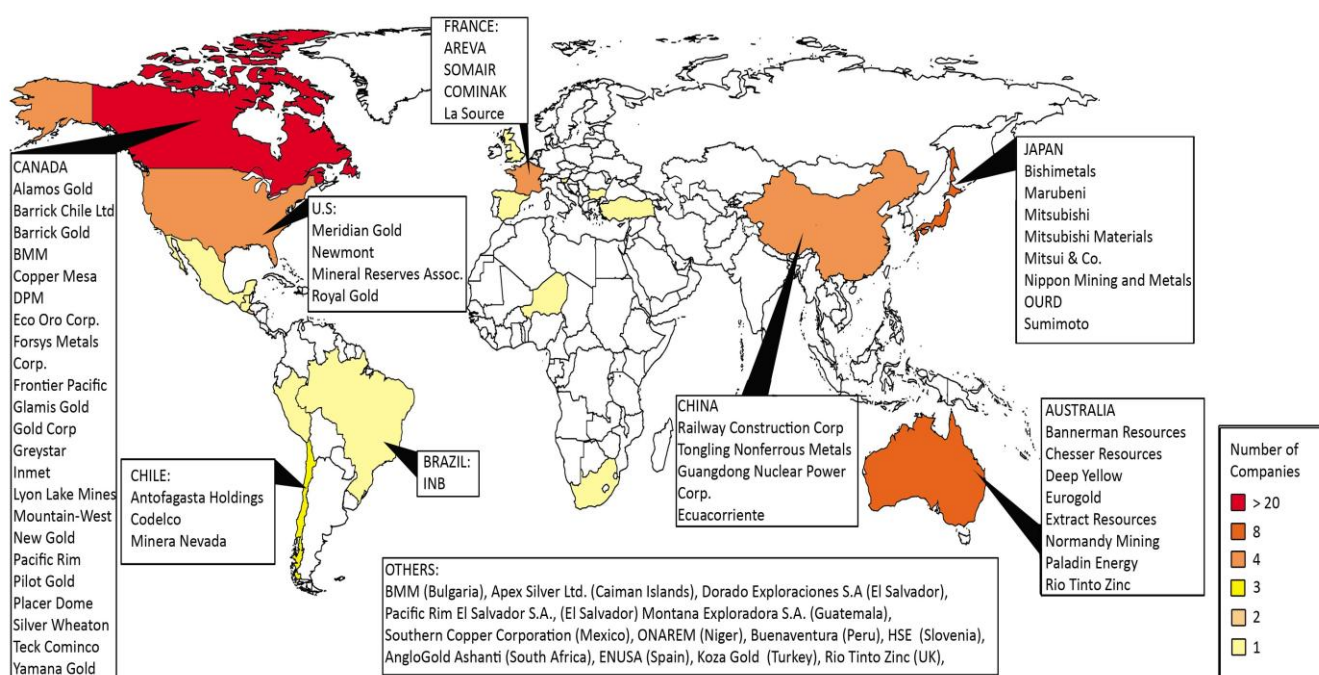 FRANCE:
AREVA
SOMAIR
COMINAK
La Source
CANADA
Alamos Gold
Barrick Chile Ltd
Barrick Gold
BMM
Copper Mesa
DPM
Eco Oro Corp.
Forsys Metals
Corp.
Frontier Pacific
Glamis Gold
Gold Corp
Greystar
Inmet
Lyon Lake Mines
Mountain-West
New Gold
Pacific Rim
Pilot Gold
Placer Dome
Silver Wheaton
Teck Cominco
Yamana Gold
U.S:
Meridian Gold
Newmont
Mineral Reserves Assoc.
Royal Gold
JAPAN
Bishimetals
Marubeni
Mitsubishi
Mitsubishi Materials
Mitsui & Co.
Nippon Mining and Metals
OURD
Sumimoto
CHILE:
Antofagasta Holdings
Codelco
Minera Nevada
BRAZIL:
INB
CHINA
Railway Construction Corp
Tongling Nonferrous Metals
Guangdong Nuclear Power
Corp.
Ecuacorriente
AUSTRALIA
Bannerman Resources
Chesser Resources
Deep Yellow
Eurogold
Extract Resources
Normandy Mining
Paladin Energy
Rio Tinto Zinc
OTHERS:
BMM (Bulgaria), Apex Silver Ltd. (Caiman Islands), Dorado Exploraciones S.A (El Salvador),
Pacific Rim El Salvador S.A., (El Salvador) Montana Exploradora S.A. (Guatemala),
Southern Copper Corporation (Mexico), ONAREM (Niger), Buenaventura (Peru), HSE (Slovenia),
AngloGold Ashanti (South Africa), ENUSA (Spain), Koza Gold (Turkey), Rio Tinto Zinc (UK),
Number of
Companies
> 20
8
4
3
2
1